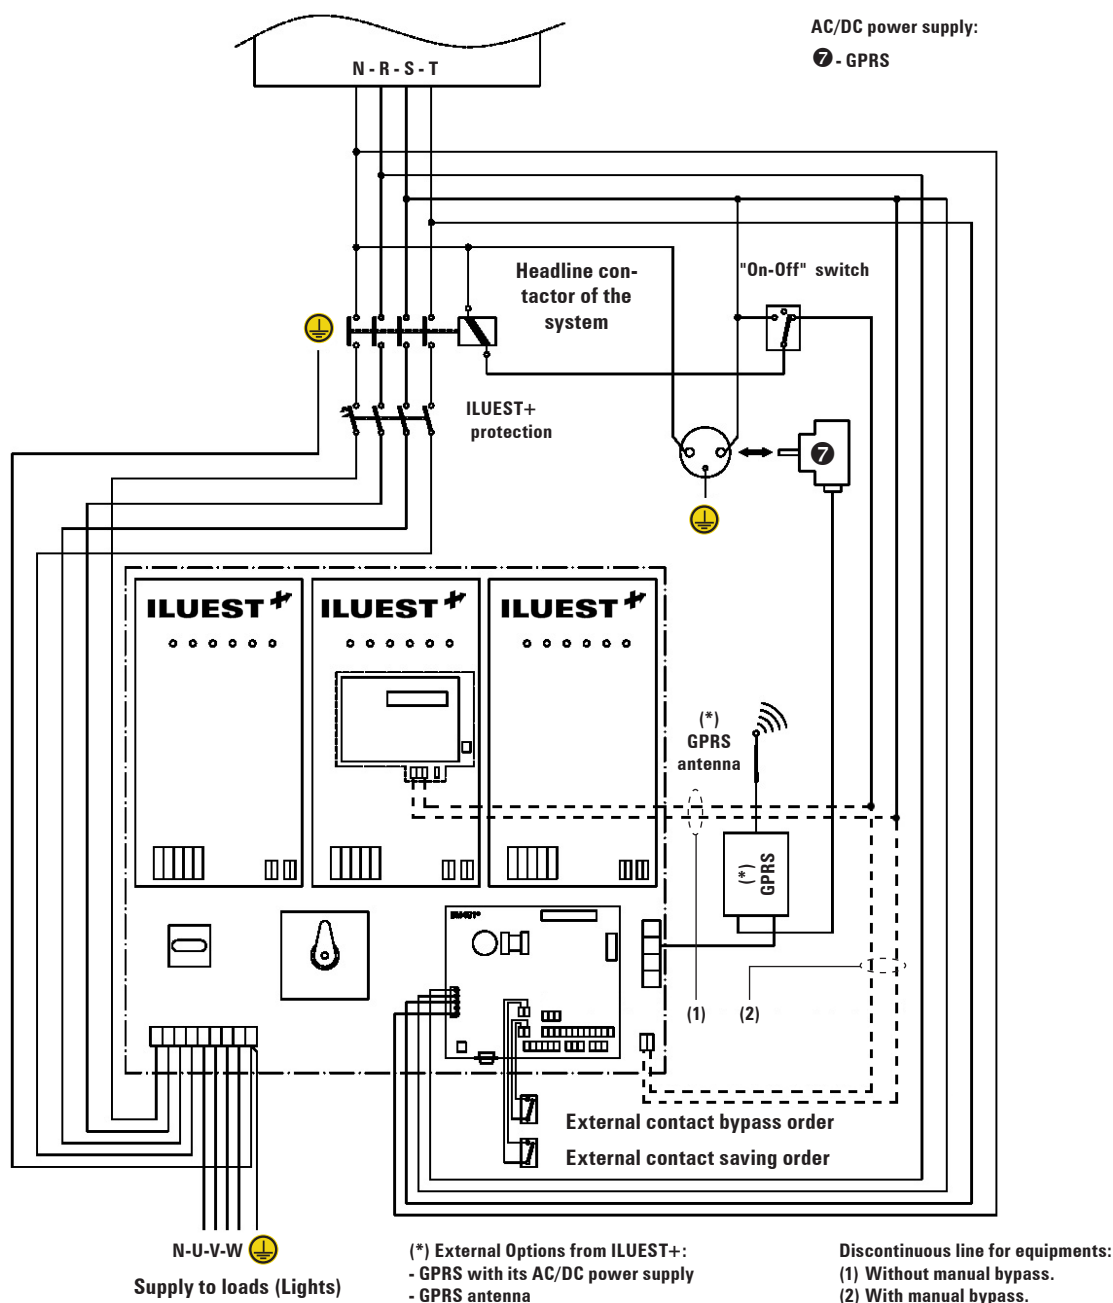 AC/DC power supply:
❼ - GPRS
N - R - S - T
"On-Off" switch
Headline con-
tactor of the
system
ILUEST+
protection
❼
ILUEST+
ILUEST+
ILUEST+
(*)
GPRS
antenna
(*)
GPRS
(1)
(2)
External contact bypass order
External contact saving order
N-U-V-W
Supply to loads (Lights)
(*) External Options from ILUEST+:
- GPRS with its AC/DC power supply
- GPRS antenna
Discontinuous line for equipments:
(1) Without manual bypass.
(2) With manual bypass.